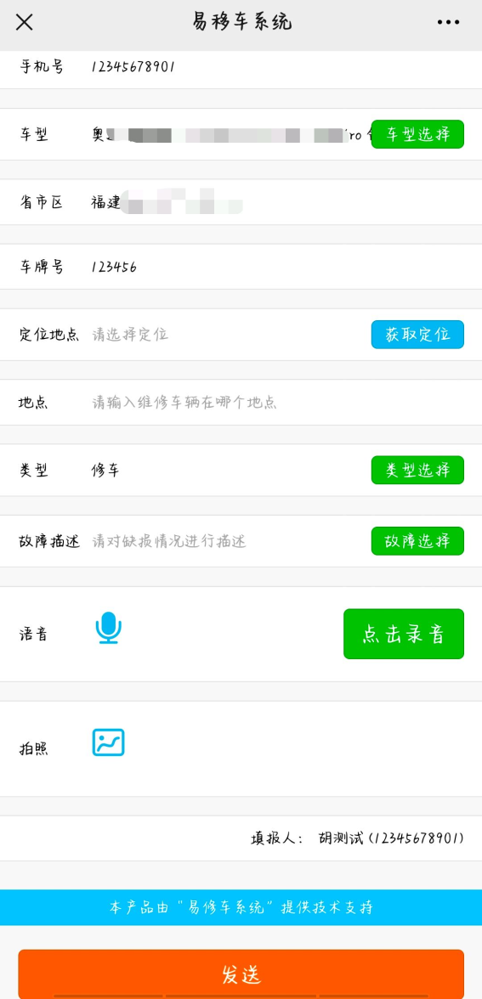 易移车系统
手机号 12345678901
车型 奥 ro 车型选择
省市区 福建
车牌号 123456
定位地点 请选择定位 获取定位
地点 请输入维修车辆在哪个地点
类型 修车 类型选择
故障描述 请对缺损情况进行描述 故障选择
语音 点击录音
拍照
填报人： 胡测试(12345678901)
本产品由"易修车系统"提供技术支持
发送